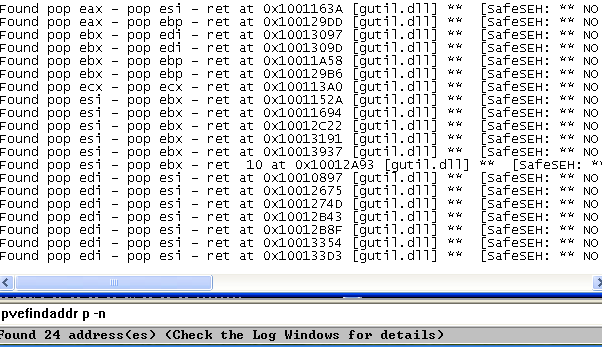 Found pop eax - pop esi - ret at 0x1001163A [gutil.dll] ** [SafeSEH: ** NO
Found pop eax - pop ebp - ret at 0x100129DD [gutil.dll] ** [SafeSEH: ** NO
Found pop ebx - pop edi - ret at 0x10013097 [gutil.dll] ** [SafeSEH: ** NO
Found pop ebx - pop edi - ret at 0x1001309D [gutil.dll] ** [SafeSEH: ** NO
Found pop ebx - pop ebp - ret at 0x10011A58 [gutil.dll] ** [SafeSEH: ** NO
Found pop ebx - pop ebp - ret at 0x100129B6 [gutil.dll] ** [SafeSEH: ** NO
Found pop ecx - pop ecx - ret at 0x100113A0 [gutil.dll] ** [SafeSEH: ** NO
Found pop esi - pop ebx - ret at 0x1001152A [gutil.dll] ** [SafeSEH: ** NO
Found pop esi - pop ebx - ret at 0x10011694 [gutil.dll] ** [SafeSEH: ** NO
Found pop esi - pop ebx - ret at 0x10012C22 [gutil.dll] ** [SafeSEH: ** NO
Found pop esi - pop ebx - ret at 0x10013191 [gutil.dll] ** [SafeSEH: ** NO
Found pop esi - pop ebx - ret at 0x10013937 [gutil.dll] ** [SafeSEH: ** NO
Found pop esi - pop ebx - ret 10 at 0x10012A93 [gutil.dll] ** [SafeSEH: **
Found pop edi - pop esi - ret at 0x10010897 [gutil.dll] ** [SafeSEH: ** NO
Found pop edi - pop esi - ret at 0x10012675 [gutil.dll] ** [SafeSEH: ** NO
Found pop edi - pop esi - ret at 0x1001274D [gutil.dll] ** [SafeSEH: ** NO
Found pop edi - pop esi - ret at 0x10012B43 [gutil.dll] ** [SafeSEH: ** NO
Found pop edi - pop esi - ret at 0x10012B8F [gutil.dll] ** [SafeSEH: ** NO
Found pop edi - pop esi - ret at 0x10013354 [gutil.dll] ** [SafeSEH: ** NO
Found pop edi - pop esi - ret at 0x100133D3 [gutil.dll] ** [SafeSEH: ** NO
pvefindaddr p -n
Found 24 address(es) (Check the Log Windows for details)